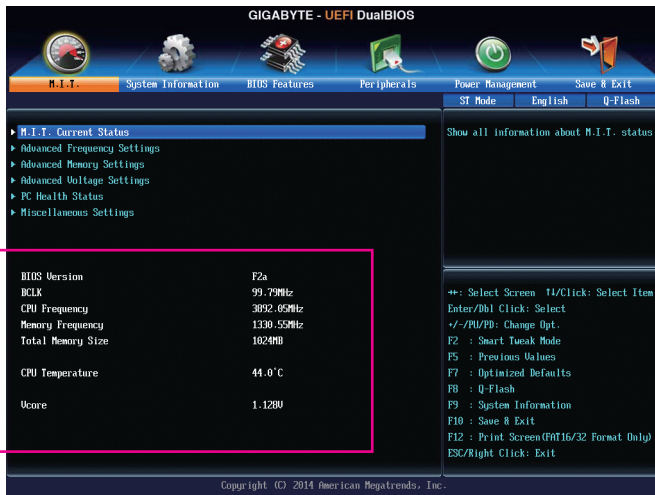 GIGABYTE - UEFI DualBIOS
M.I.T. System Information BIOS Features Peripherals Power Management Save & Exit
ST Mode English Q-Flash
M.I.T. Current Status
Advanced Frequency Settings
Advanced Memory Settings
Advanced Voltage Settings
PC Health Status
Miscellaneous Settings
Show all information about M.I.T. status
BIOS Version F2a
BCLK 99.79MHz
CPU Frequency 3892.05MHz
Memory Frequency 1330.55MHz
Total Memory Size 1024MB
CPU Temperature 44.0°C
Vcore 1.128V
→←: Select Screen ↑↓/Click: Select Item
Enter/Dbl Click: Select
+/-/PU/PD: Change Opt.
F2 : Smart Tweak Mode
F5 : Previous Values
F7 : Optimized Defaults
F8 : Q-Flash
F9 : System Information
F10 : Save & Exit
F12 : Print Screen(FAT16/32 Format Only)
ESC/Right Click: Exit
Copyright (C) 2014 American Megatrends, Inc.